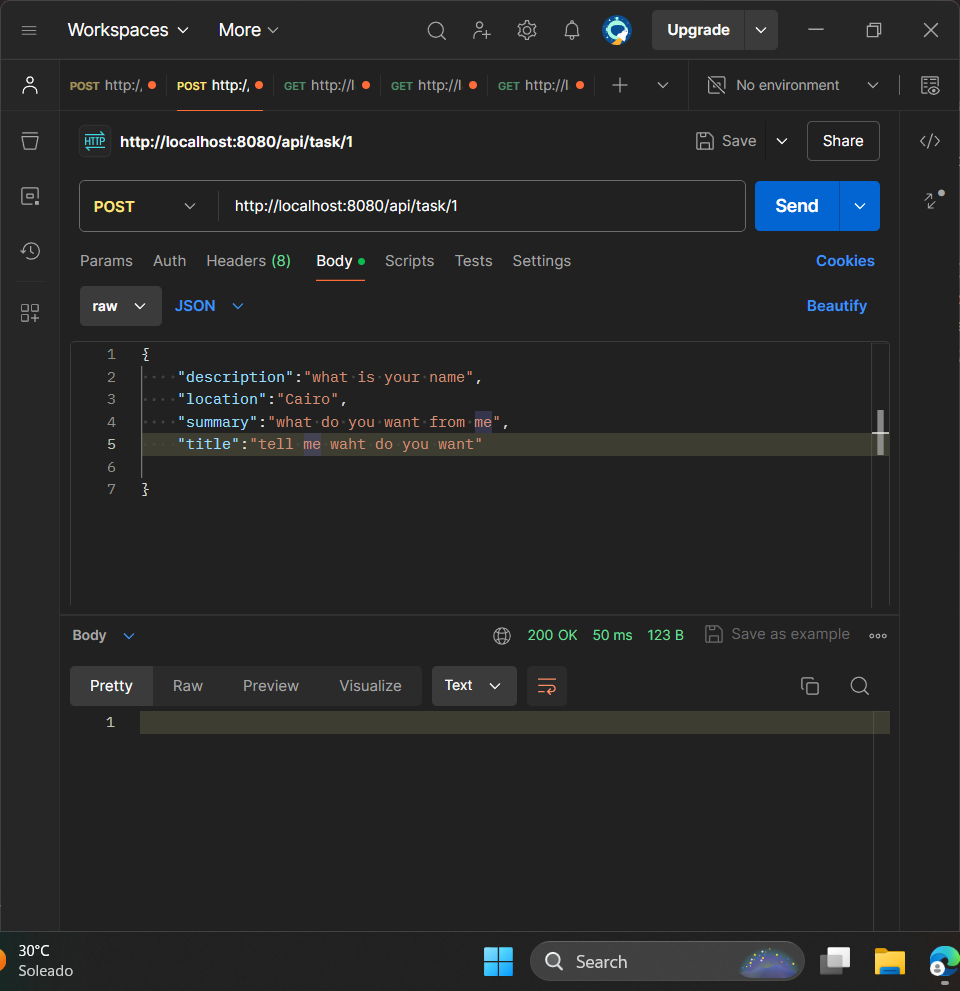 Workspaces More Upgrade
POST http:/, POST http:/, GET http://l GET http://l GET http://l No environment
HTTP http://localhost:8080/api/task/1 Save Share
POST http://localhost:8080/api/task/1 Send
Params Auth Headers (8) Body Scripts Tests Settings Cookies
raw JSON Beautify
1 {
2 "description":"what is your name",
3 "location":"Cairo",
4 "summary":"what do you want from me",
5 "title":"tell me waht do you want"
6
7 }
Body 200 OK 50 ms 123 B Save as example
Pretty Raw Preview Visualize Text
1
30°C
Soleado
Search